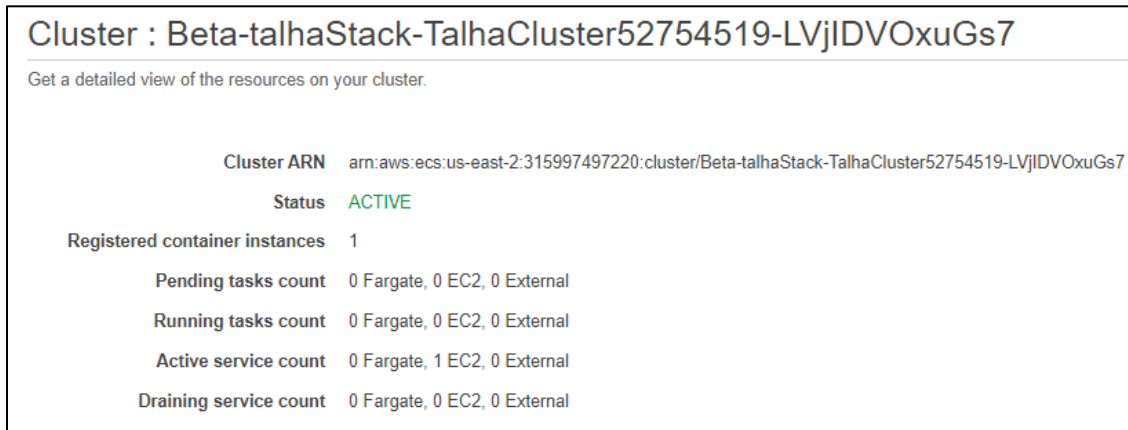 Cluster : Beta-talhaStack-TalhaCluster52754519-LVjIDVOxuGs7
Get a detailed view of the resources on your cluster.
Cluster ARN arn:aws:ecs:us-east-2:315997497220:cluster/Beta-talhaStack-TalhaCluster52754519-LVjIDVOxuGs7
Status ACTIVE
Registered container instances 1
Pending tasks count 0 Fargate, 0 EC2, 0 External
Running tasks count 0 Fargate, 0 EC2, 0 External
Active service count 0 Fargate, 1 EC2, 0 External
Draining service count 0 Fargate, 0 EC2, 0 External